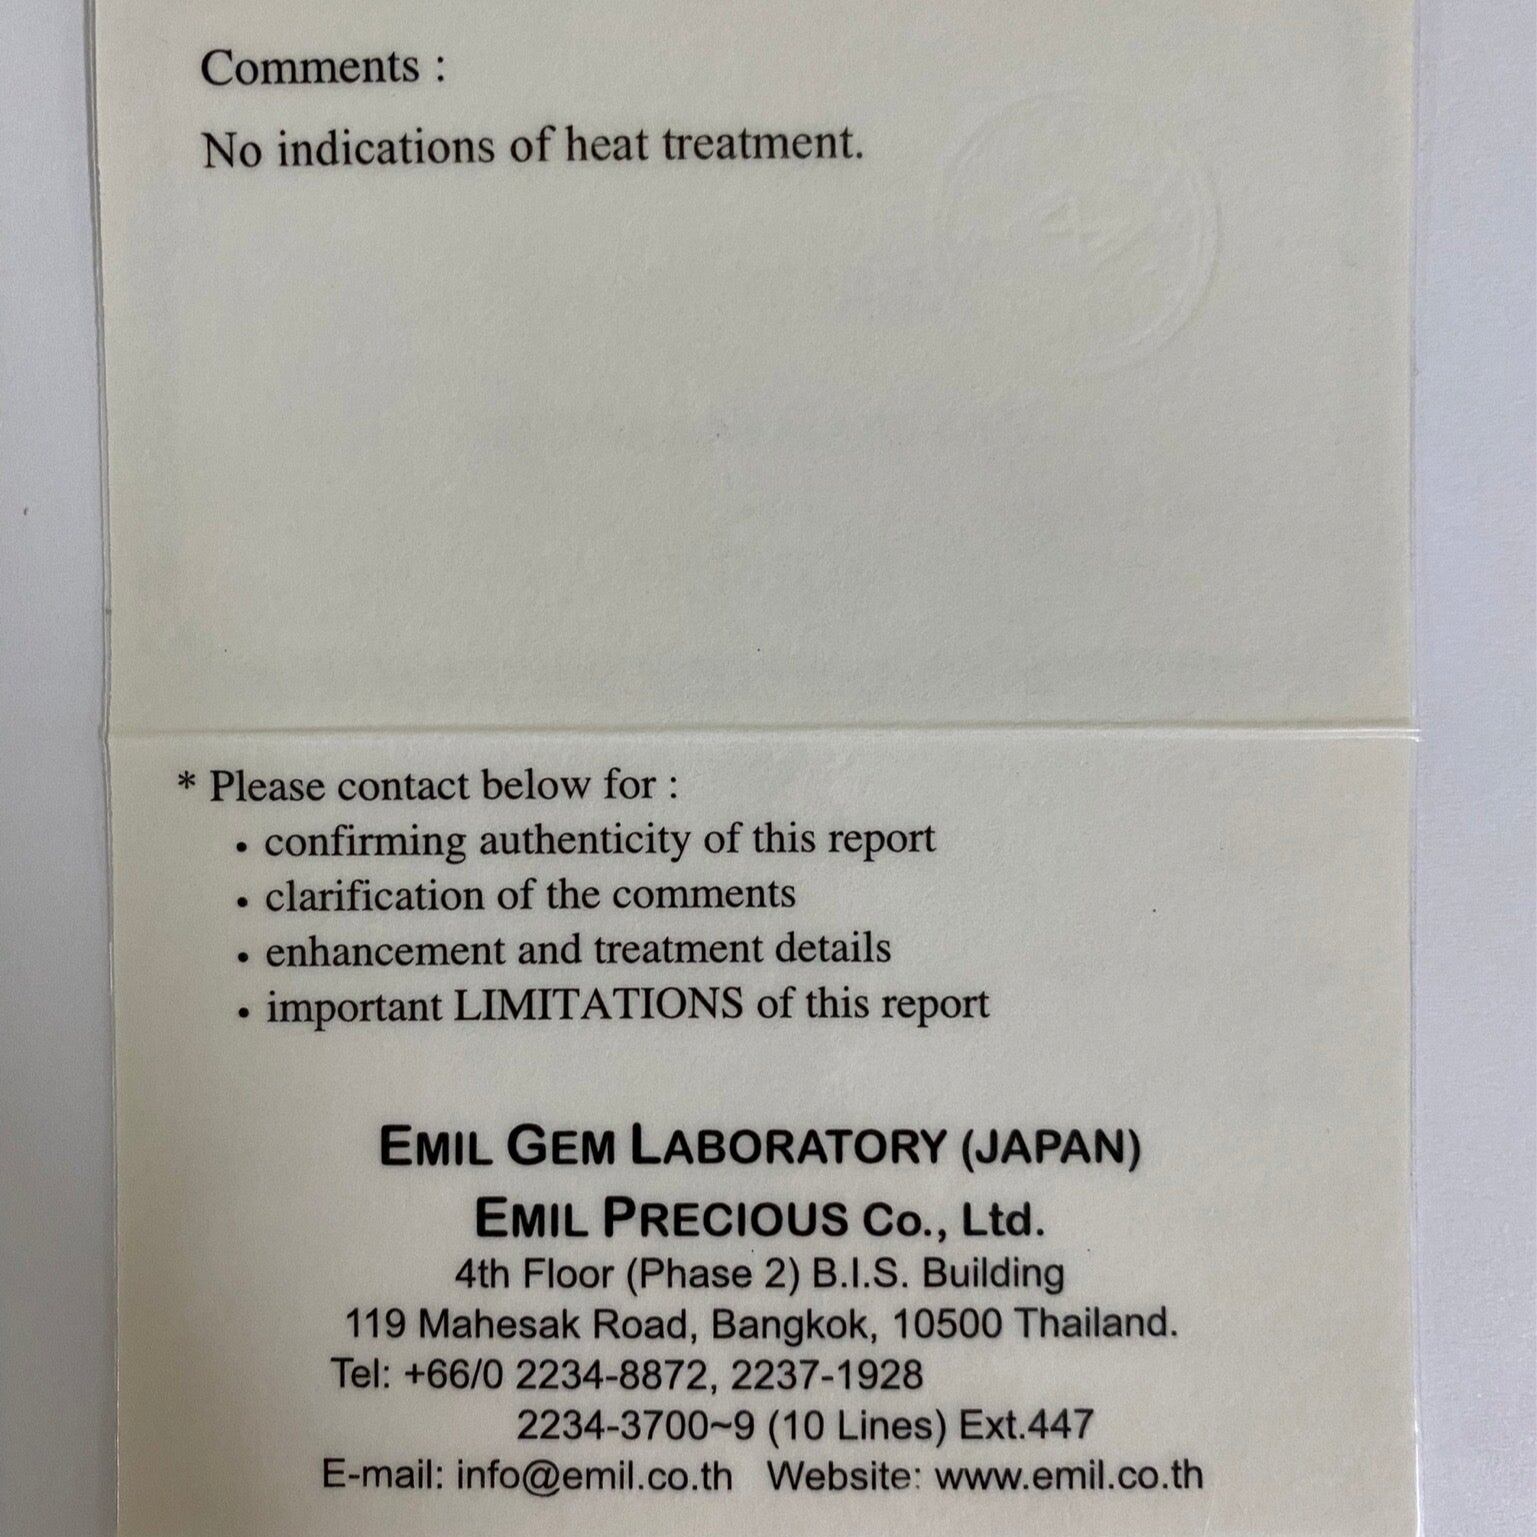 Comments :
No indications of heat treatment.
* Please contact below for :
• confirming authenticity of this report
• clarification of the comments
• enhancement and treatment details
• important LIMITATIONS of this report
EMIL GEM LABORATORY (JAPAN)
EMIL PRECIOUS Co., Ltd.
4th Floor (Phase 2) B.I.S. Building
119 Mahesak Road, Bangkok, 10500 Thailand.
Tel: +66/0 2234-8872, 2237-1928
2234-3700~9 (10 Lines) Ext.447
E-mail: info@emil.co.th Website: www.emil.co.th